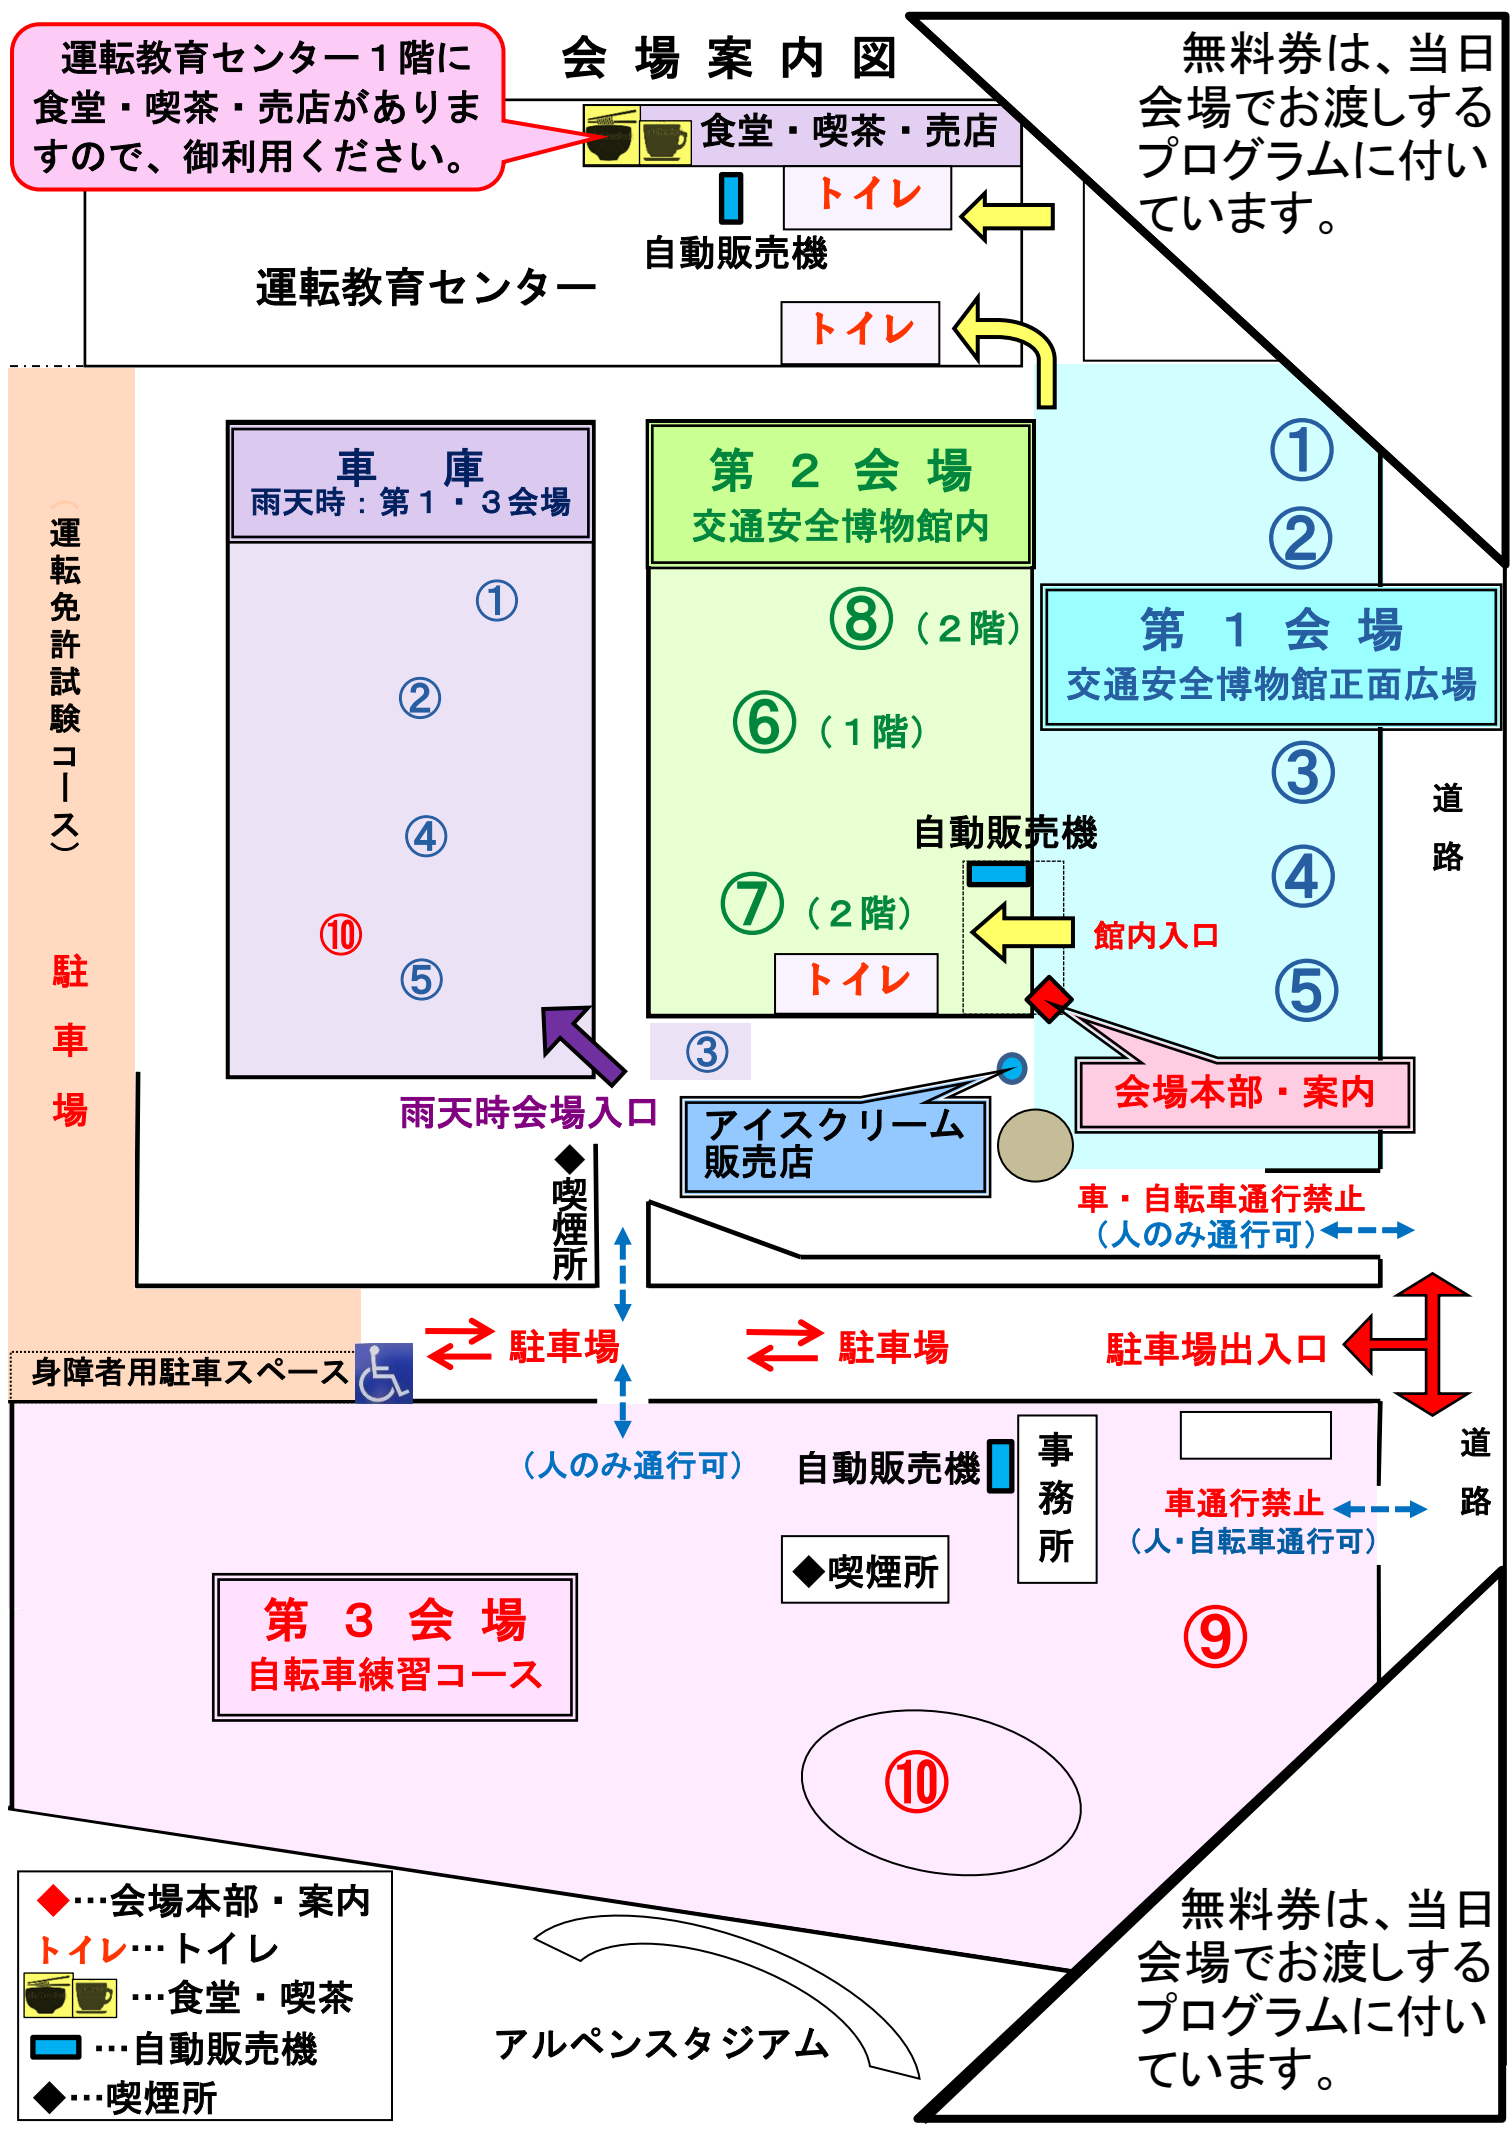 会場案内図
運転教育センター１階に
食堂・喫茶・売店がありま
すので、御利用ください。
無料券は、当日
会場でお渡しする
プログラムに付い
ています。
食堂・喫茶・売店
トイレ
自動販売機
運転教育センター
トイレ
車　庫
雨天時：第１・３会場
①
②
④
⑩
⑤
第２会場
交通安全博物館内
⑧（２階）
⑥（１階）
自動販売機
⑦（２階）
トイレ
①
②
第１会場
交通安全博物館正面広場
③
④
⑤
館内入口
道路
（運転免許試験コース）
駐車場
③
会場本部・案内
雨天時会場入口
アイスクリーム
販売店
◆喫煙所
車・自転車通行禁止
（人のみ通行可）
駐車場
駐車場
駐車場出入口
身障者用駐車スペース
（人のみ通行可）
自動販売機
事務所
道路
車通行禁止
（人・自転車通行可）
◆喫煙所
第３会場
自転車練習コース
⑨
⑩
◆…会場本部・案内
トイレ…トイレ
…食堂・喫茶
…自動販売機
◆…喫煙所
アルペンスタジアム
無料券は、当日
会場でお渡しする
プログラムに付い
ています。